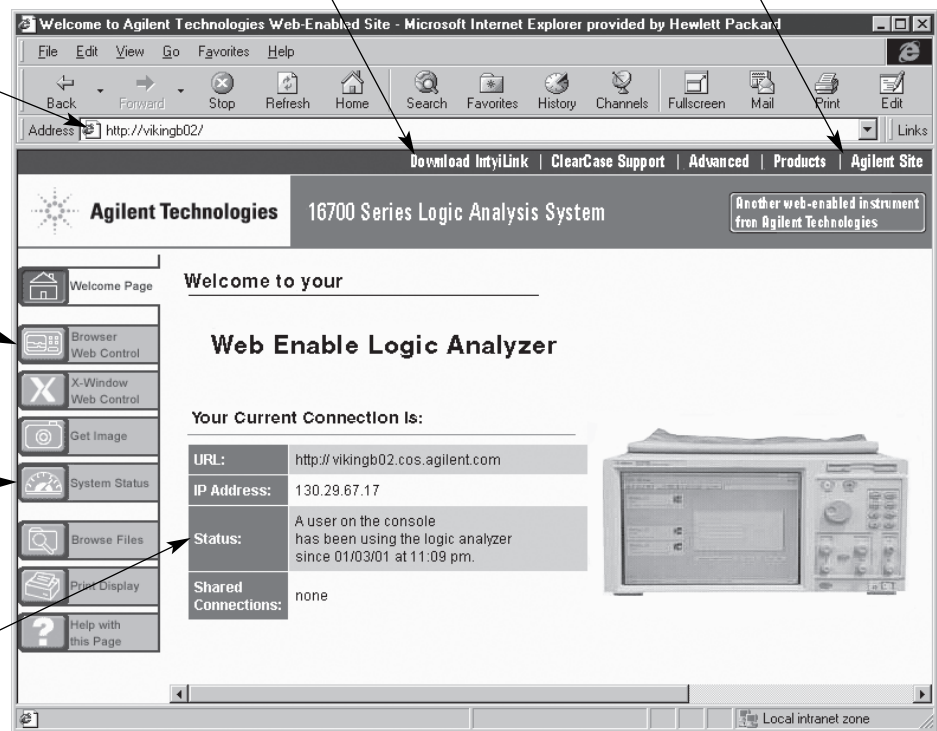 Welcome to Agilent Technologies Web-Enabled Site - Microsoft Internet Explorer provided by Hewlett Packard
File Edit View Go Favorites Help
Back Forward Stop Refresh Home Search Favorites History Channels Fullscreen Mail Print Edit
Address http://vikingb02/ Links
Download IntyiLink | ClearCase Support | Advanced | Products | Agilent Site
Agilent Technologies 16700 Series Logic Analysis System
Another web-enabled instrument
fron Agilent Technologies
Welcome Page
Browser
Web Control
X-Window
Web Control
Get Image
System Status
Browse Files
Print Display
Help with
this Page
Welcome to your
Web Enable Logic Analyzer
Your Current Connection Is:
URL: http://vikingb02.cos.agilent.com
IP Address: 130.29.67.17
Status: A user on the console
has been using the logic analyzer
since 01/03/01 at 11:09 pm.
Shared
Connections: none
Local intranet zone